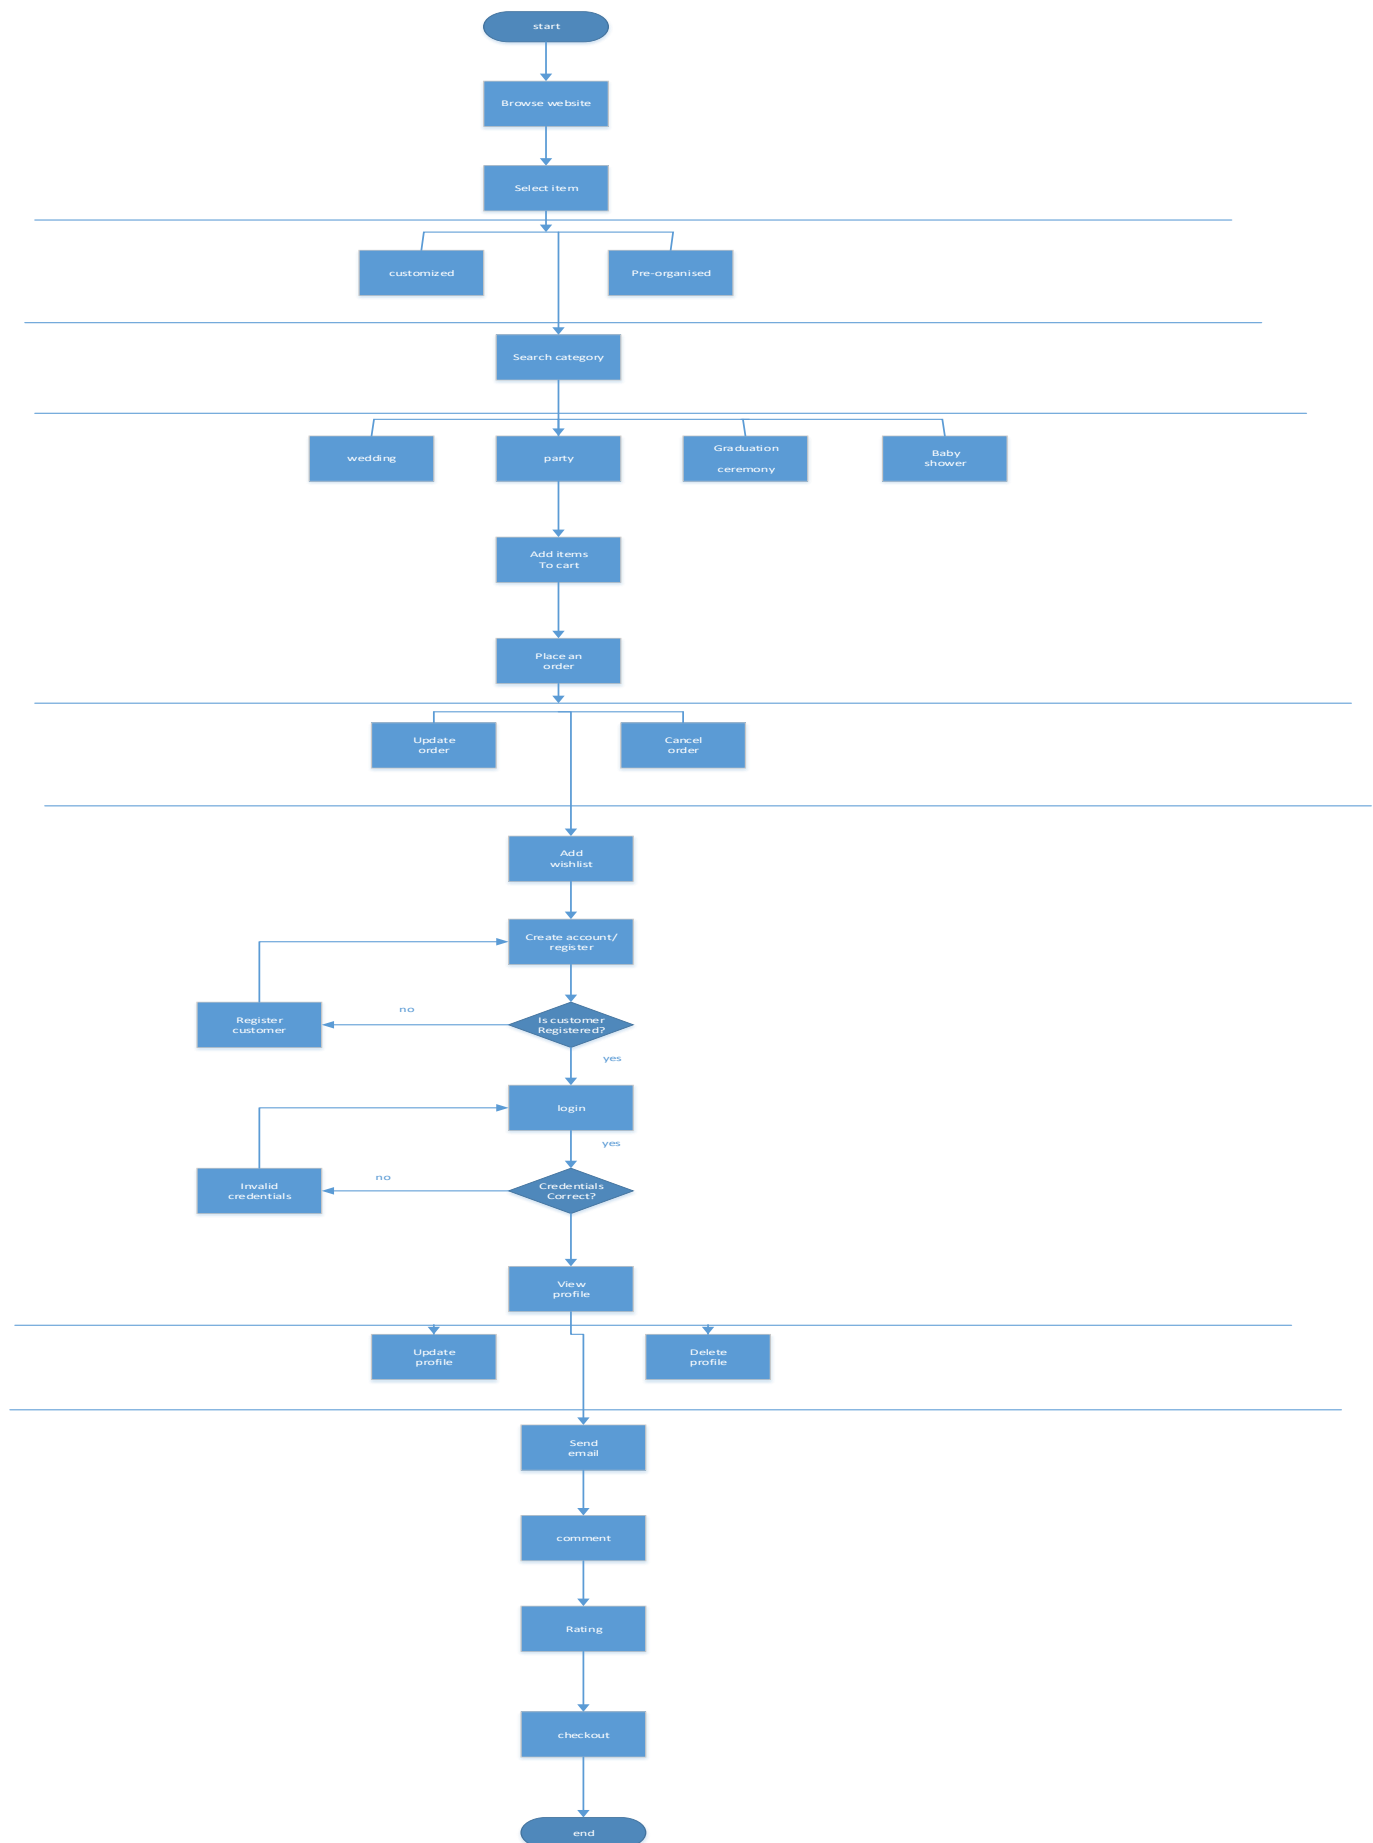 start
Browse website
Select item
customized
Pre-organised
Search category
wedding
party
Graduation
ceremony
Baby
shower
Add items
To cart
Place an
order
Update
order
Cancel
order
Add
wishlist
Create account/
register
Register
customer
no
Is customer
Registered?
yes
login
yes
Invalid
credentials
no
Credentials
Correct?
View
profile
Update
profile
Delete
profile
Send
email
comment
Rating
checkout
end